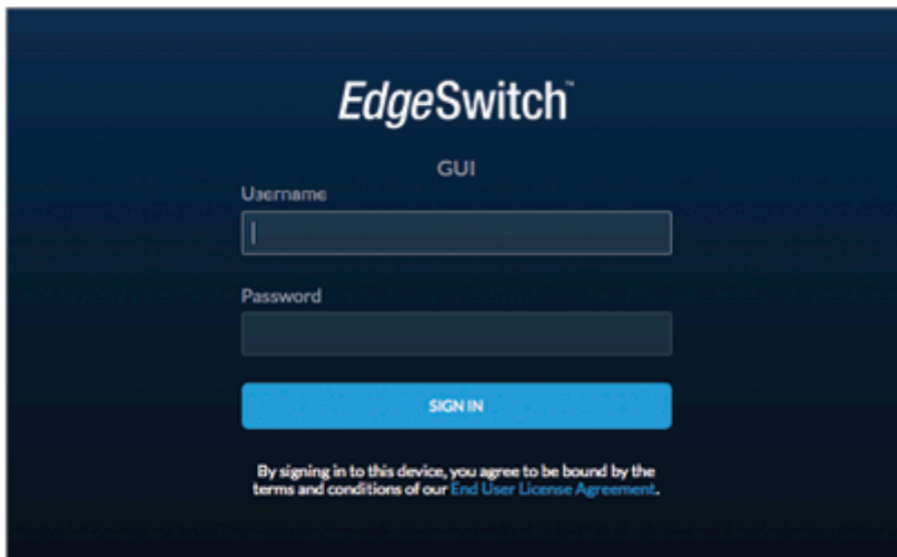 EdgeSwitch™
GUI
Username
Password
SIGN IN
By signing in to this device, you agree to be bound by the
terms and conditions of our End User License Agreement.